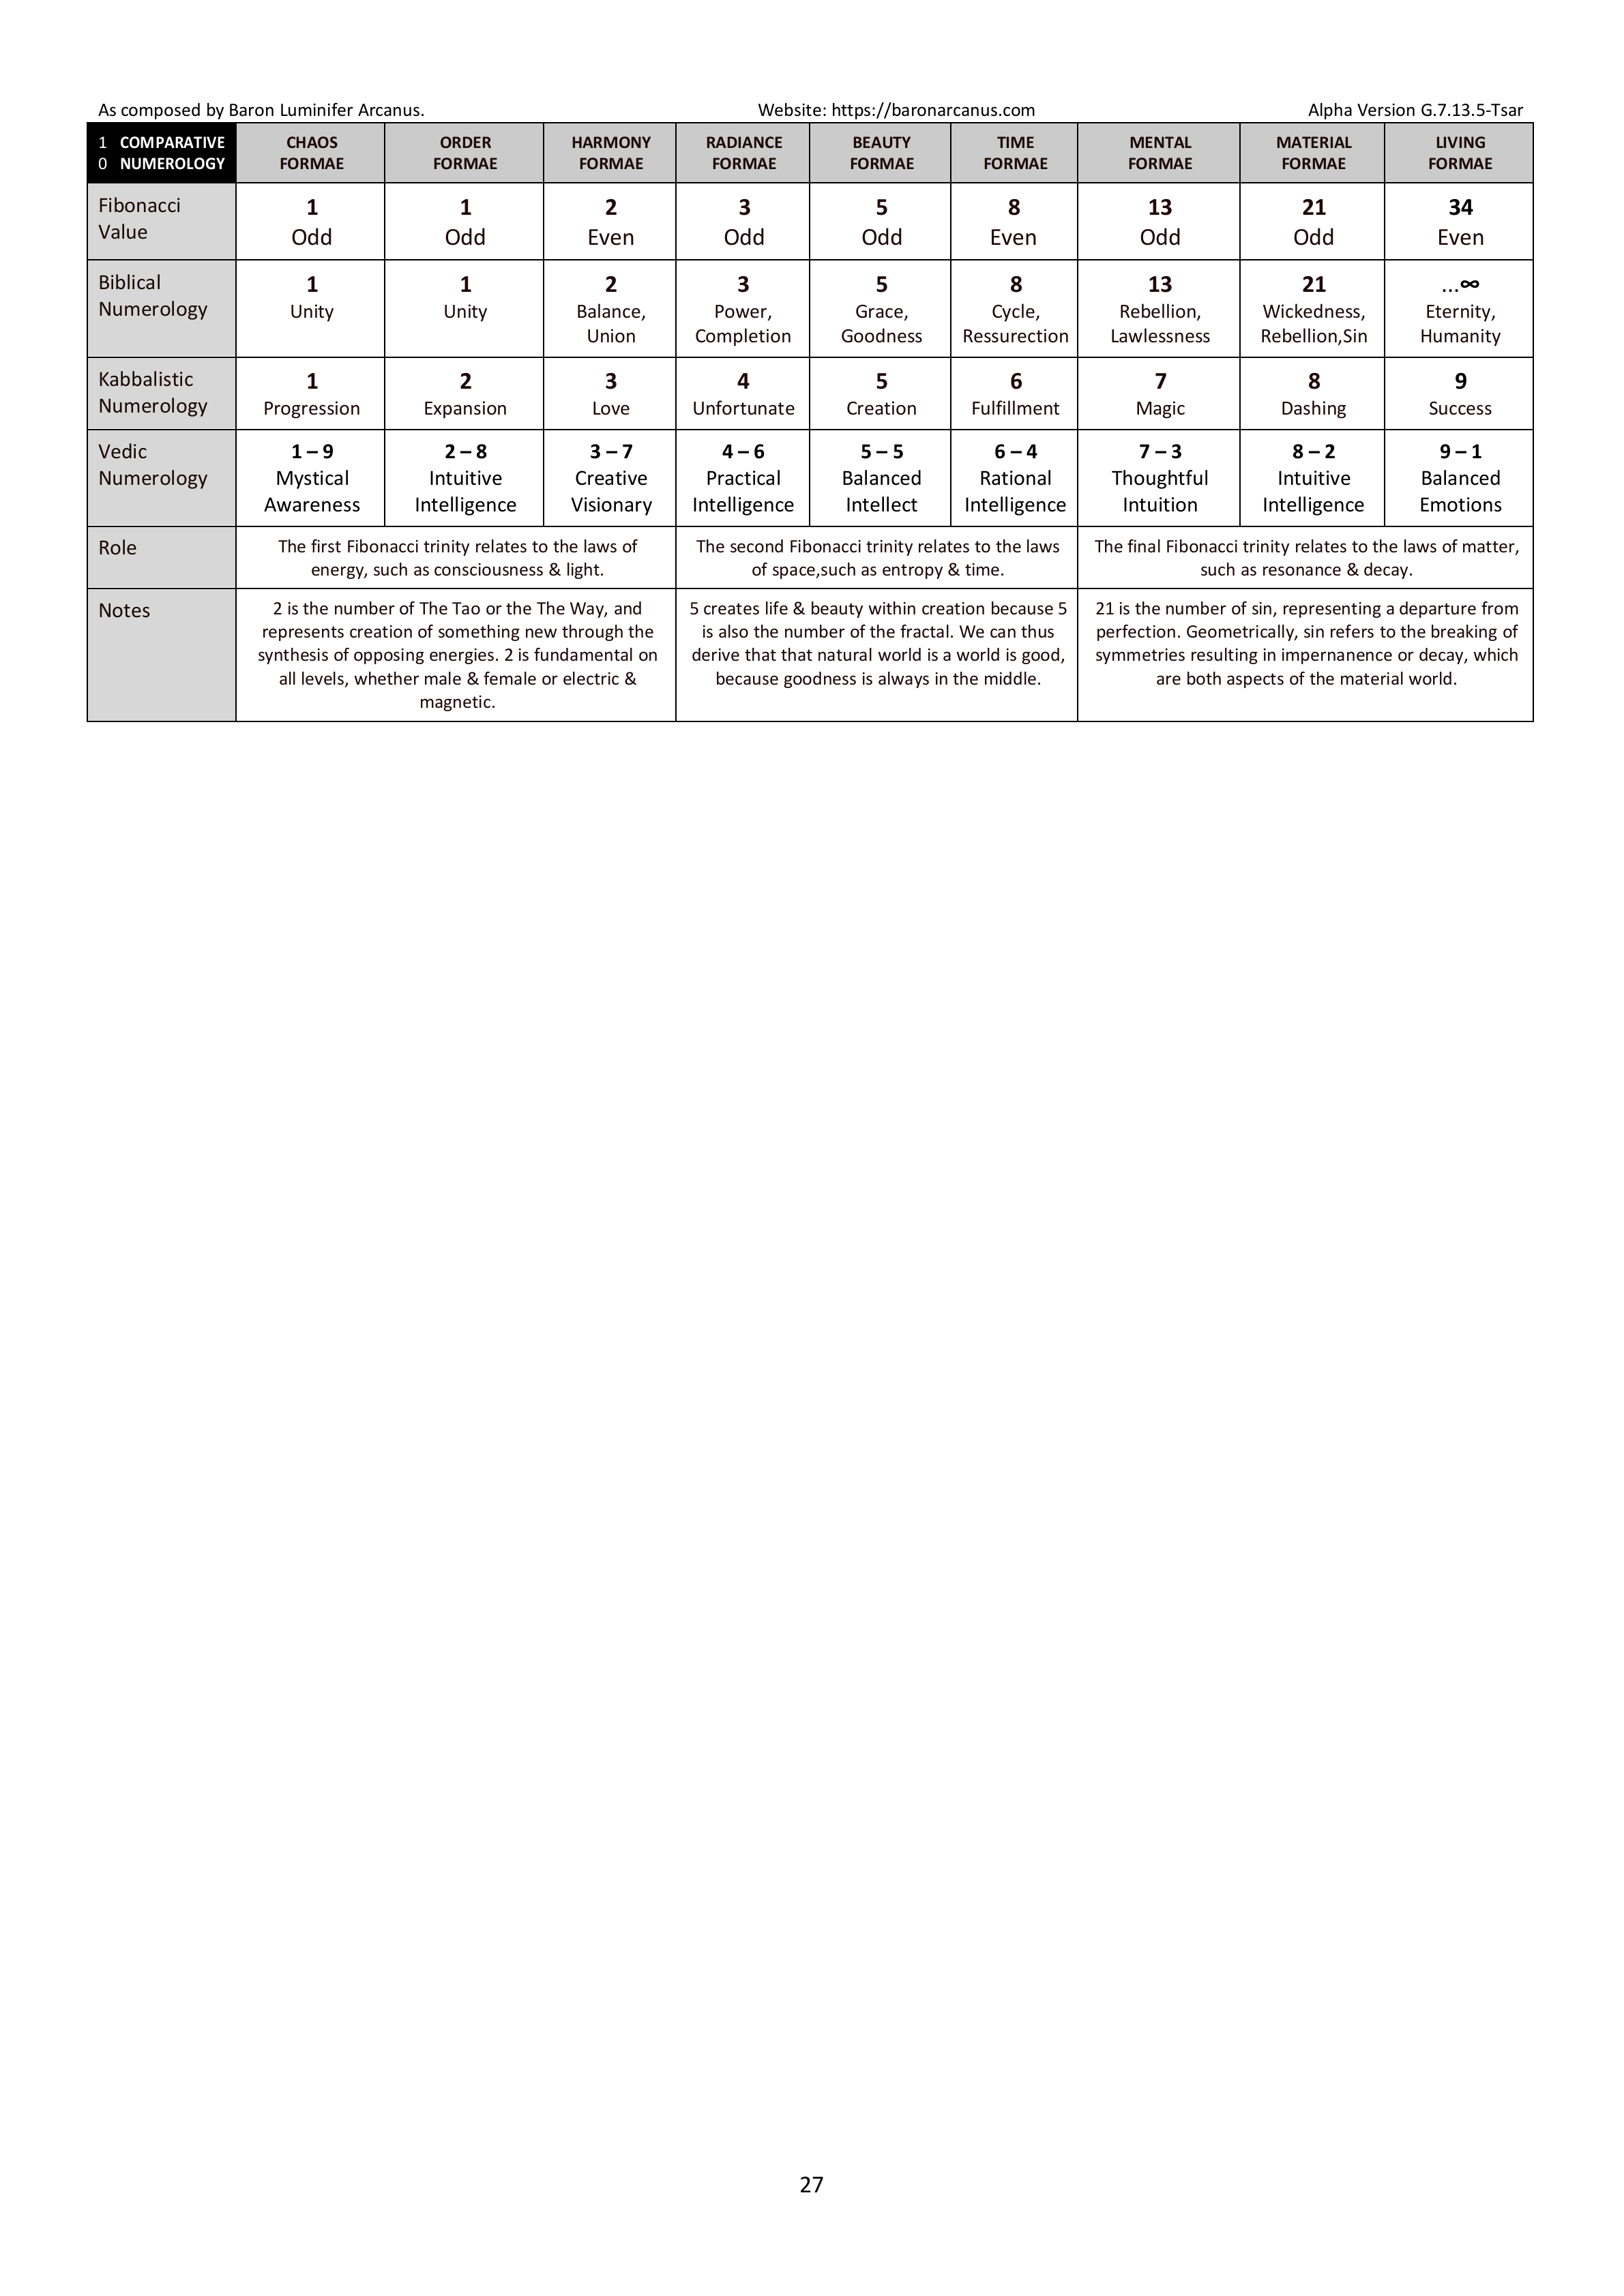 As composed by Baron Luminifer Arcanus. Website: https://baronarcanus.com Alpha Version G.7.13.5-Tsar
1 COMPARATIVE CHAOS ORDER HARMONY RADIANCE BEAUTY TIME MENTAL MATERIAL LIVING
0 NUMEROLOGY FORMAE FORMAE FORMAE FORMAE FORMAE FORMAE FORMAE FORMAE FORMAE
Fibonacci 1 1 2 3 5 8 13 21 34
Value Odd Odd Even Odd Odd Even Odd Odd Even
Biblical 1 1 2 3 5 8 13 21 ...∞
Numerology Unity Unity Balance, Power, Grace, Cycle, Rebellion, Wickedness, Eternity,
Union Completion Goodness Ressurection Lawlessness Rebellion,Sin Humanity
Kabbalistic 1 2 3 4 5 6 7 8 9
Numerology Progression Expansion Love Unfortunate Creation Fulfillment Magic Dashing Success
Vedic 1 – 9 2 – 8 3 – 7 4 – 6 5 – 5 6 – 4 7 – 3 8 – 2 9 – 1
Numerology Mystical Intuitive Creative Practical Balanced Rational Thoughtful Intuitive Balanced
Awareness Intelligence Visionary Intelligence Intellect Intelligence Intuition Intelligence Emotions
Role
The first Fibonacci trinity relates to the laws of
energy, such as consciousness & light.
The second Fibonacci trinity relates to the laws
of space,such as entropy & time.
The final Fibonacci trinity relates to the laws of matter,
such as resonance & decay.
Notes
2 is the number of The Tao or the The Way, and
represents creation of something new through the
synthesis of opposing energies. 2 is fundamental on
all levels, whether male & female or electric &
magnetic.
5 creates life & beauty within creation because 5
is also the number of the fractal. We can thus
derive that that natural world is a world is good,
because goodness is always in the middle.
21 is the number of sin, representing a departure from
perfection. Geometrically, sin refers to the breaking of
symmetries resulting in impernanence or decay, which
are both aspects of the material world.
27